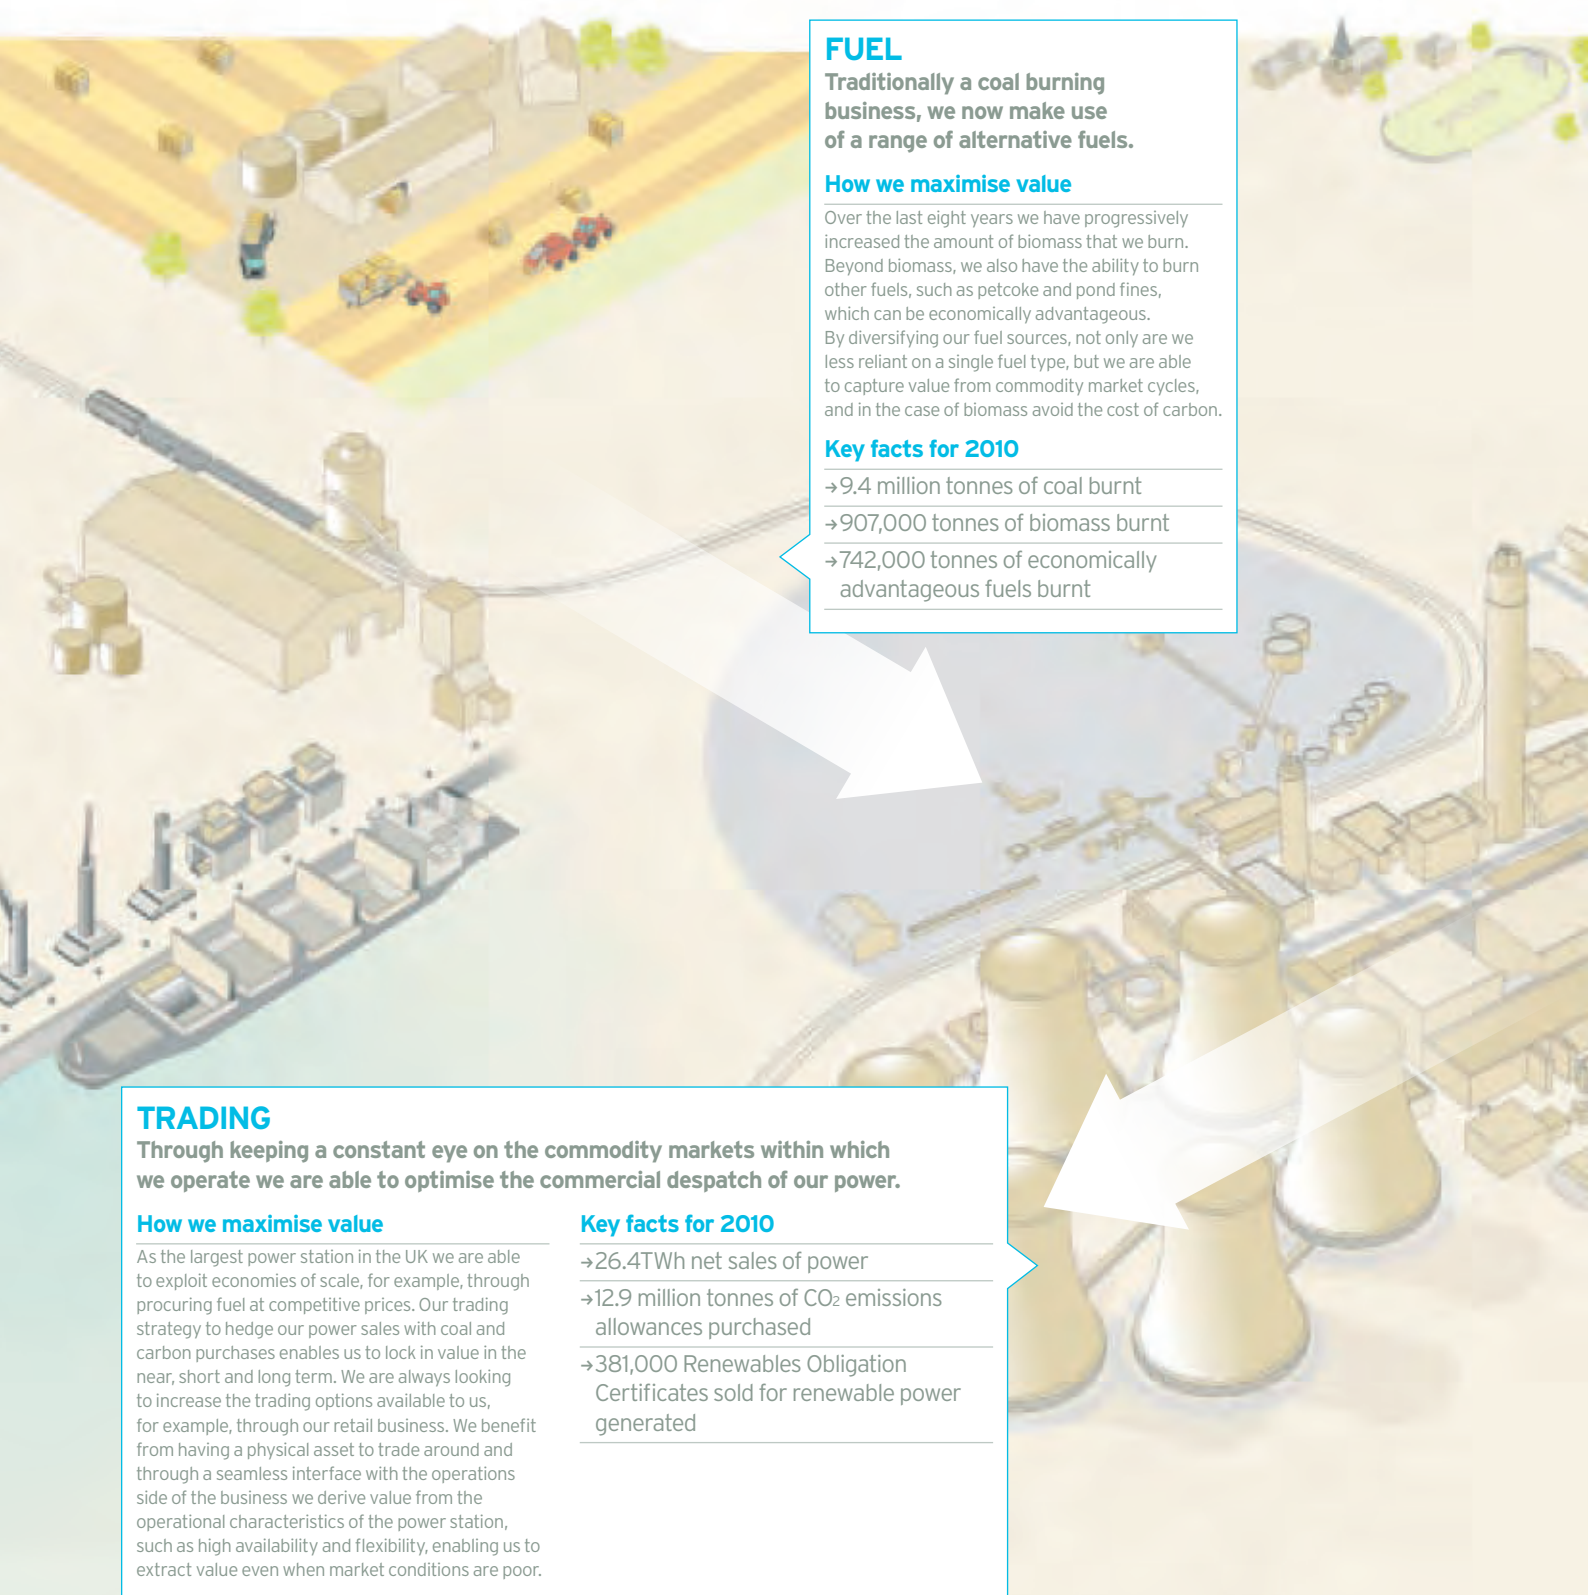 FUEL
Traditionally a coal burning
business, we now make use
of a range of alternative fuels.
How we maximise value
Over the last eight years we have progressively
increased the amount of biomass that we burn.
Beyond biomass, we also have the ability to burn
other fuels, such as petcoke and pond fines,
which can be economically advantageous.
By diversifying our fuel sources, not only are we
less reliant on a single fuel type, but we are able
to capture value from commodity market cycles,
and in the case of biomass avoid the cost of carbon.
Key facts for 2010
→9.4 million tonnes of coal burnt
→907,000 tonnes of biomass burnt
→742,000 tonnes of economically
advantageous fuels burnt
TRADING
Through keeping a constant eye on the commodity markets within which
we operate we are able to optimise the commercial despatch of our power.
How we maximise value
As the largest power station in the UK we are able
to exploit economies of scale, for example, through
procuring fuel at competitive prices. Our trading
strategy to hedge our power sales with coal and
carbon purchases enables us to lock in value in the
near, short and long term. We are always looking
to increase the trading options available to us,
for example, through our retail business. We benefit
from having a physical asset to trade around and
through a seamless interface with the operations
side of the business we derive value from the
operational characteristics of the power station,
such as high availability and flexibility, enabling us to
extract value even when market conditions are poor.
Key facts for 2010
→26.4TWh net sales of power
→12.9 million tonnes of CO₂ emissions
allowances purchased
→381,000 Renewables Obligation
Certificates sold for renewable power
generated